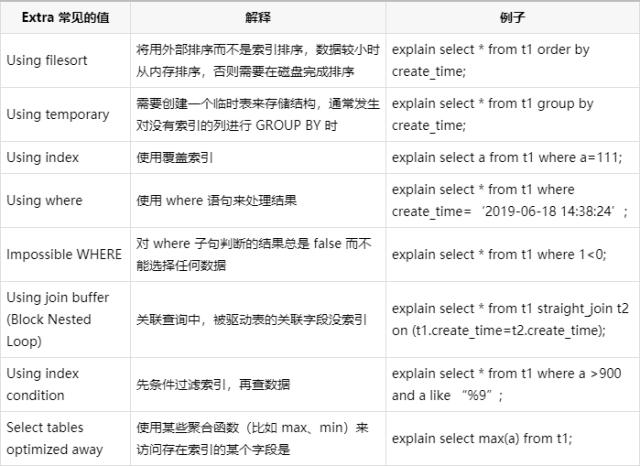 Extra 常见的值 解释 例子
Using filesort 将用外部排序而不是索引排序，数据较小时 explain select * from t1 order by
从内存排序，否则需要在磁盘完成排序 create_time;
Using temporary 需要创建一个临时表来存储结构，通常发生 explain select * from t1 group by
对没有索引的列进行 GROUP BY 时 create_time;
Using index 使用覆盖索引 explain select a from t1 where a=111;
Using where 使用 where 语句来处理结果 explain select * from t1 where
create_time=‘2019-06-18 14:38:24’;
Impossible WHERE 对 where 子句判断的结果总是 false 而不 explain select * from t1 where 1<0;
能选择任何数据
Using join buffer
(Block Nested
Loop) 关联查询中，被驱动表的关联字段没索引 explain select * from t1 straight_join t2
on (t1.create_time=t2.create_time);
Using index
condition 先条件过滤索引，再查数据 explain select * from t1 where a >900
and a like “%9”;
Select tables
optimized away 使用某些聚合函数（比如 max、min）来
访问存在索引的某个字段是 explain select max(a) from t1;